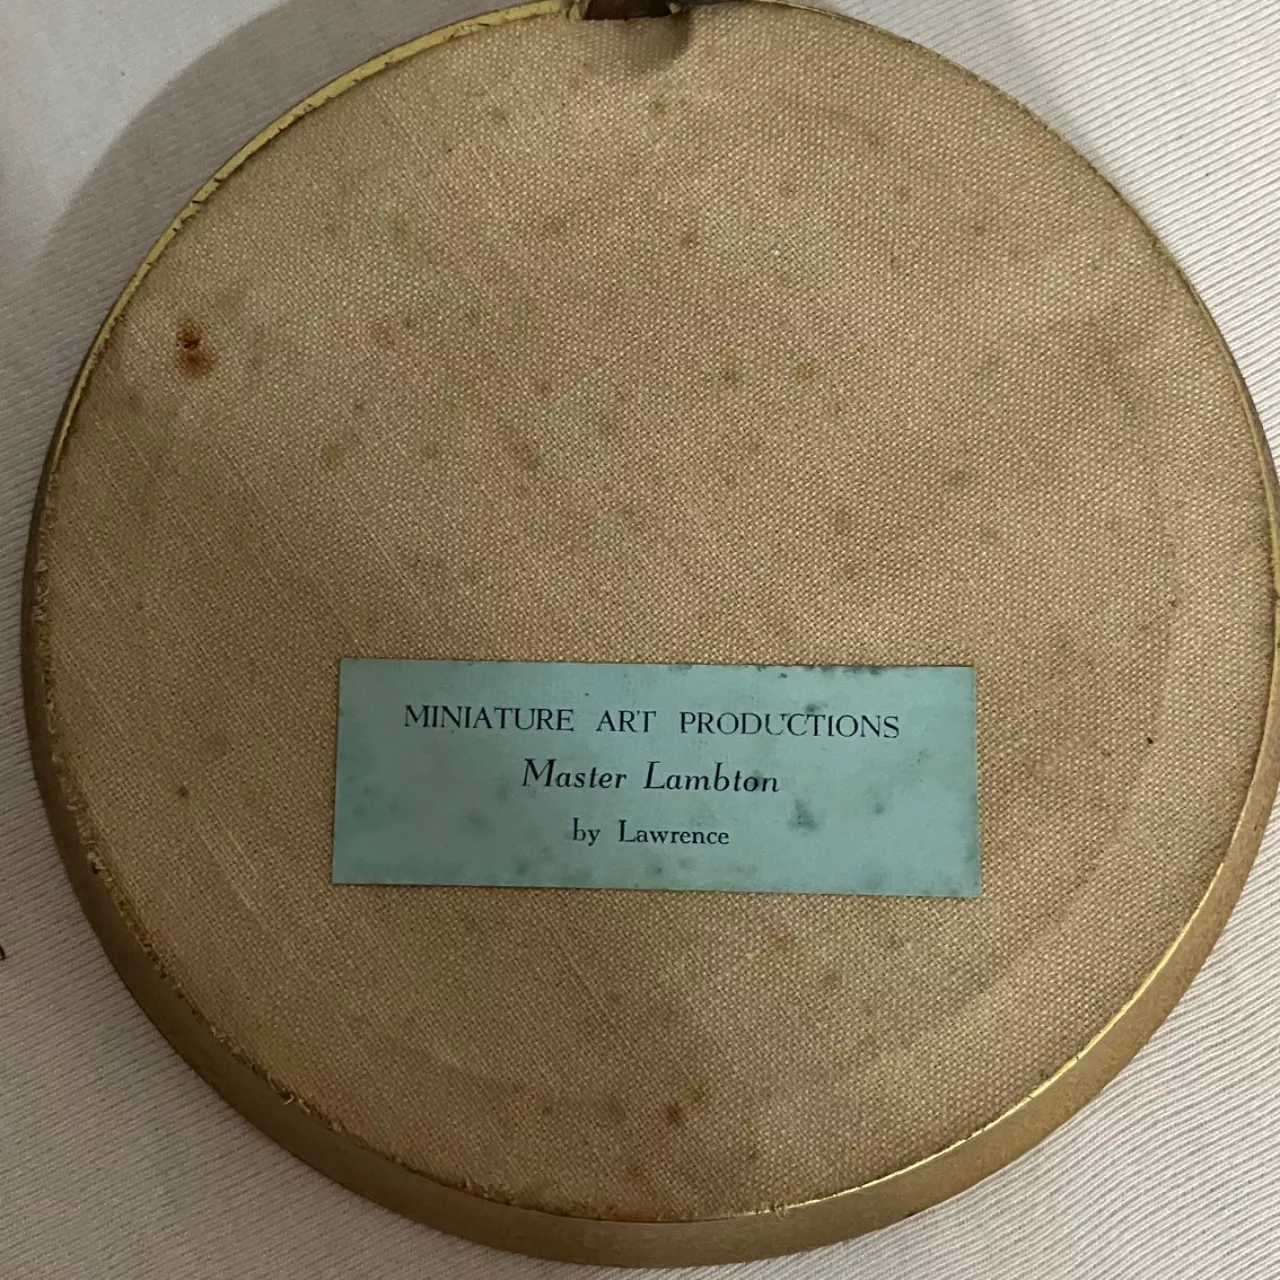 MINIATURE ART PRODUCTIONS
Master Lambton
by Lawrence